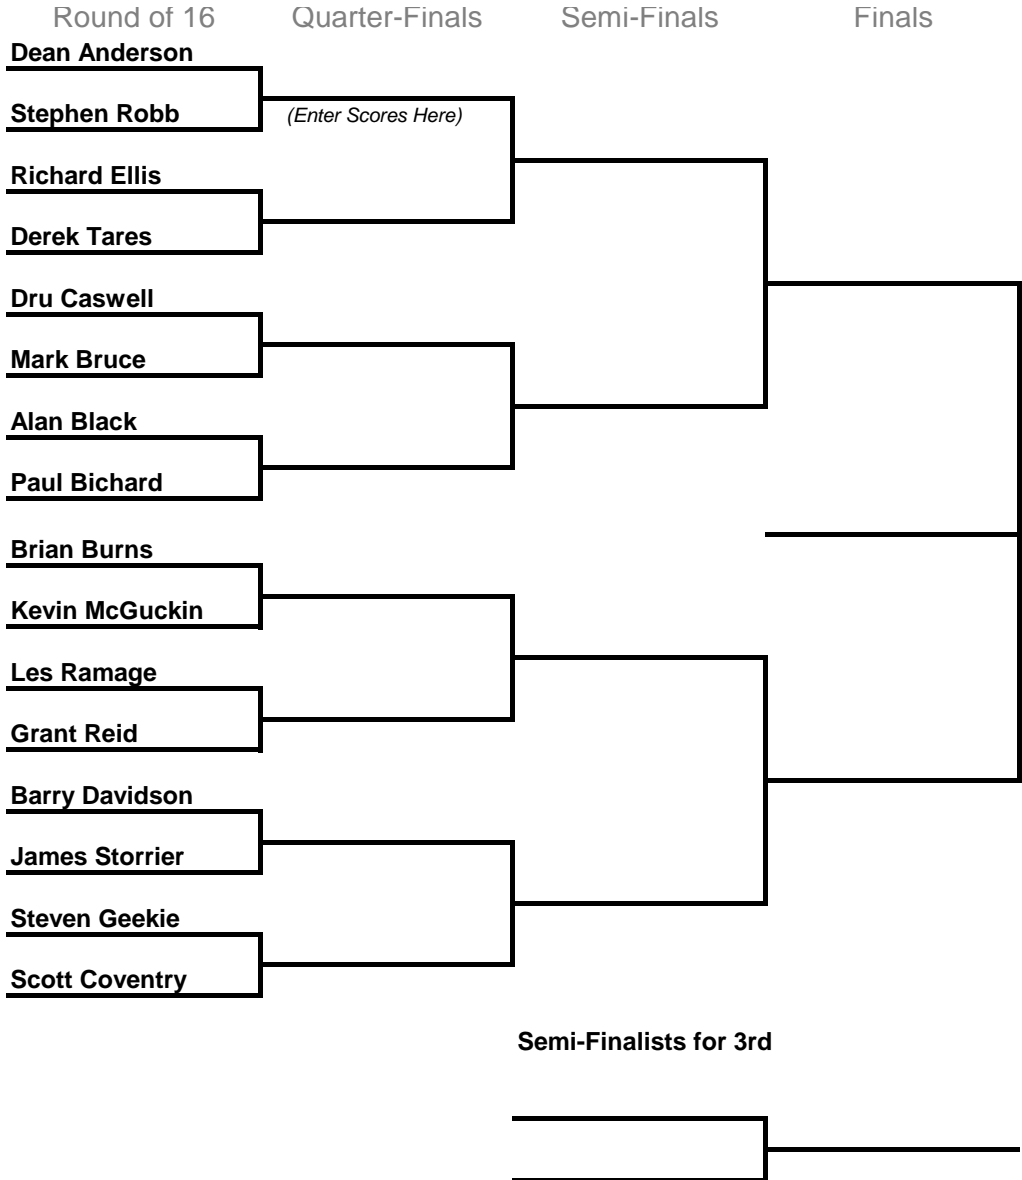 Round of 16 Quarter-Finals Semi-Finals Finals
Dean Anderson
Stephen Robb (Enter Scores Here)
Richard Ellis
Derek Tares
Dru Caswell
Mark Bruce
Alan Black
Paul Bichard
Brian Burns
Kevin McGuckin
Les Ramage
Grant Reid
Barry Davidson
James Storrier
Steven Geekie
Scott Coventry
Semi-Finalists for 3rd